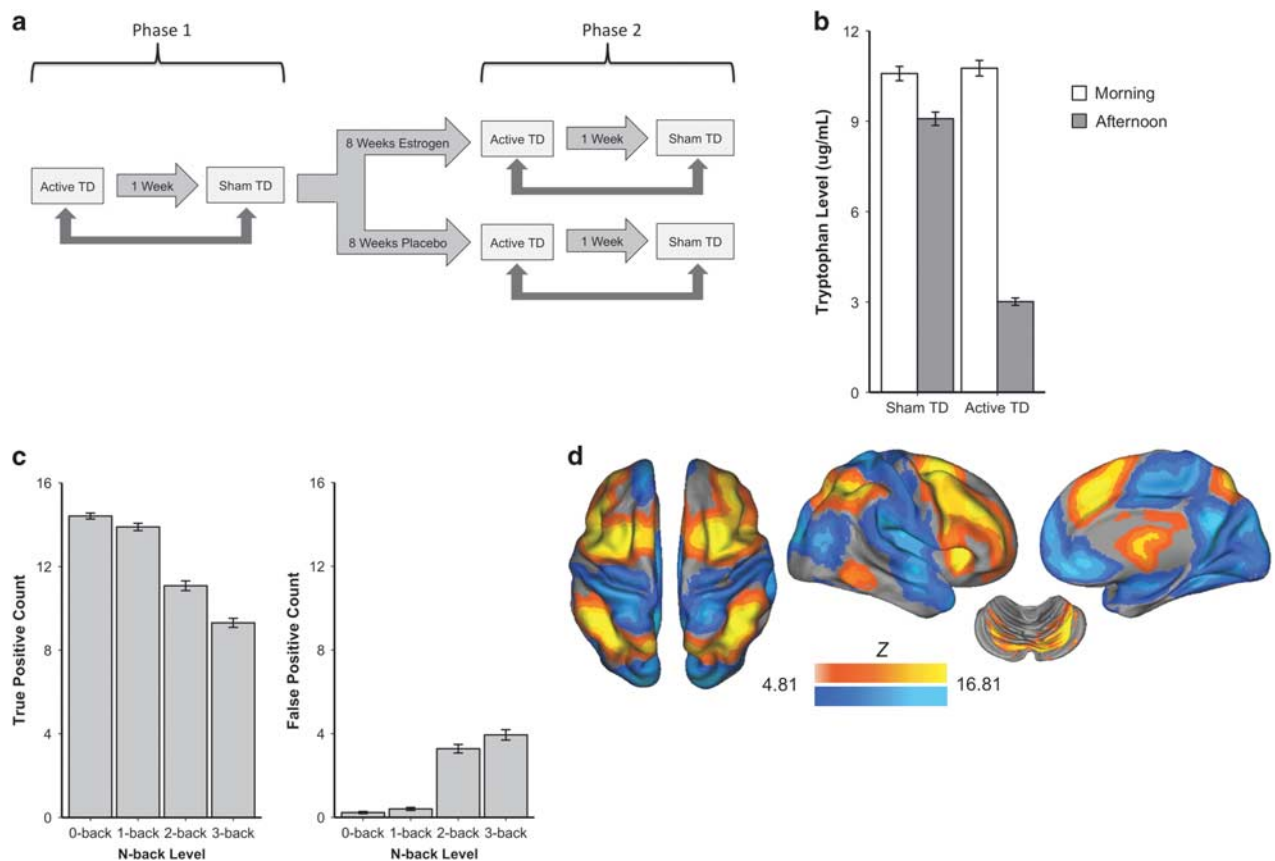 a
Phase 1
Phase 2
8 Weeks Estrogen
Active TD
1 Week
Sham TD
Active TD
1 Week
Sham TD
8 Weeks Placebo
Active TD
1 Week
Sham TD
b
Tryptophan Level (ug/mL)
12
9
6
3
0
Sham TD
Active TD
Morning
Afternoon
c
True Positive Count
16
12
8
4
0
0-back 1-back 2-back 3-back
N-back Level
False Positive Count
16
12
8
4
0
0-back 1-back 2-back 3-back
N-back Level
d
Z
4.81
16.81